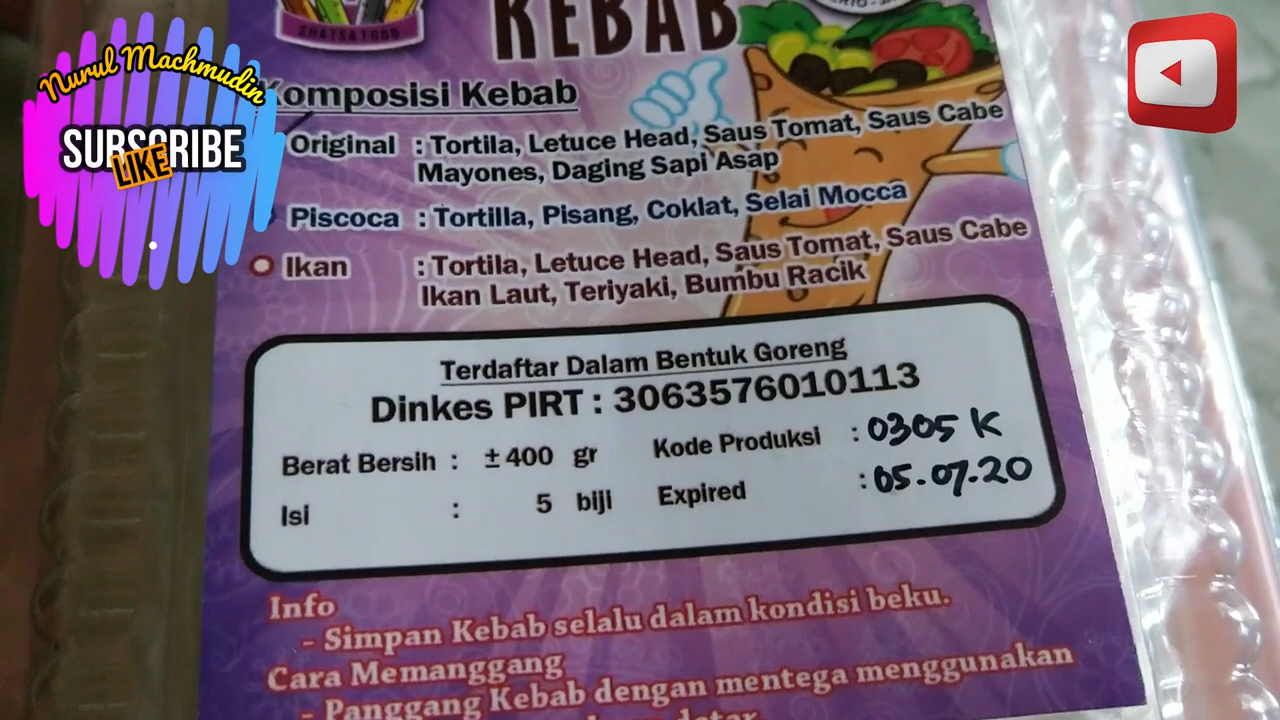 SHATSA FOOD
KEBAB
Nurul Machmudin
SUBSCRIBE
LIKE
Komposisi Kebab
Original : Tortila, Letuce Head, Saus Tomat, Saus Cabe
Mayones, Daging Sapi Asap
Piscoca : Tortilla, Pisang, Coklat, Selai Mocca
Ikan : Tortila, Letuce Head, Saus Tomat, Saus Cabe
Ikan Laut, Teriyaki, Bumbu Racik
Terdaftar Dalam Bentuk Goreng
Dinkes PIRT : 3063576010113
Berat Bersih : ± 400 gr Kode Produksi : 0305 K
Isi : 5 biji Expired : 05.07.20
Info
- Simpan Kebab selalu dalam kondisi beku.
Cara Memanggang
- Panggang Kebab dengan mentega menggunakan
datar.